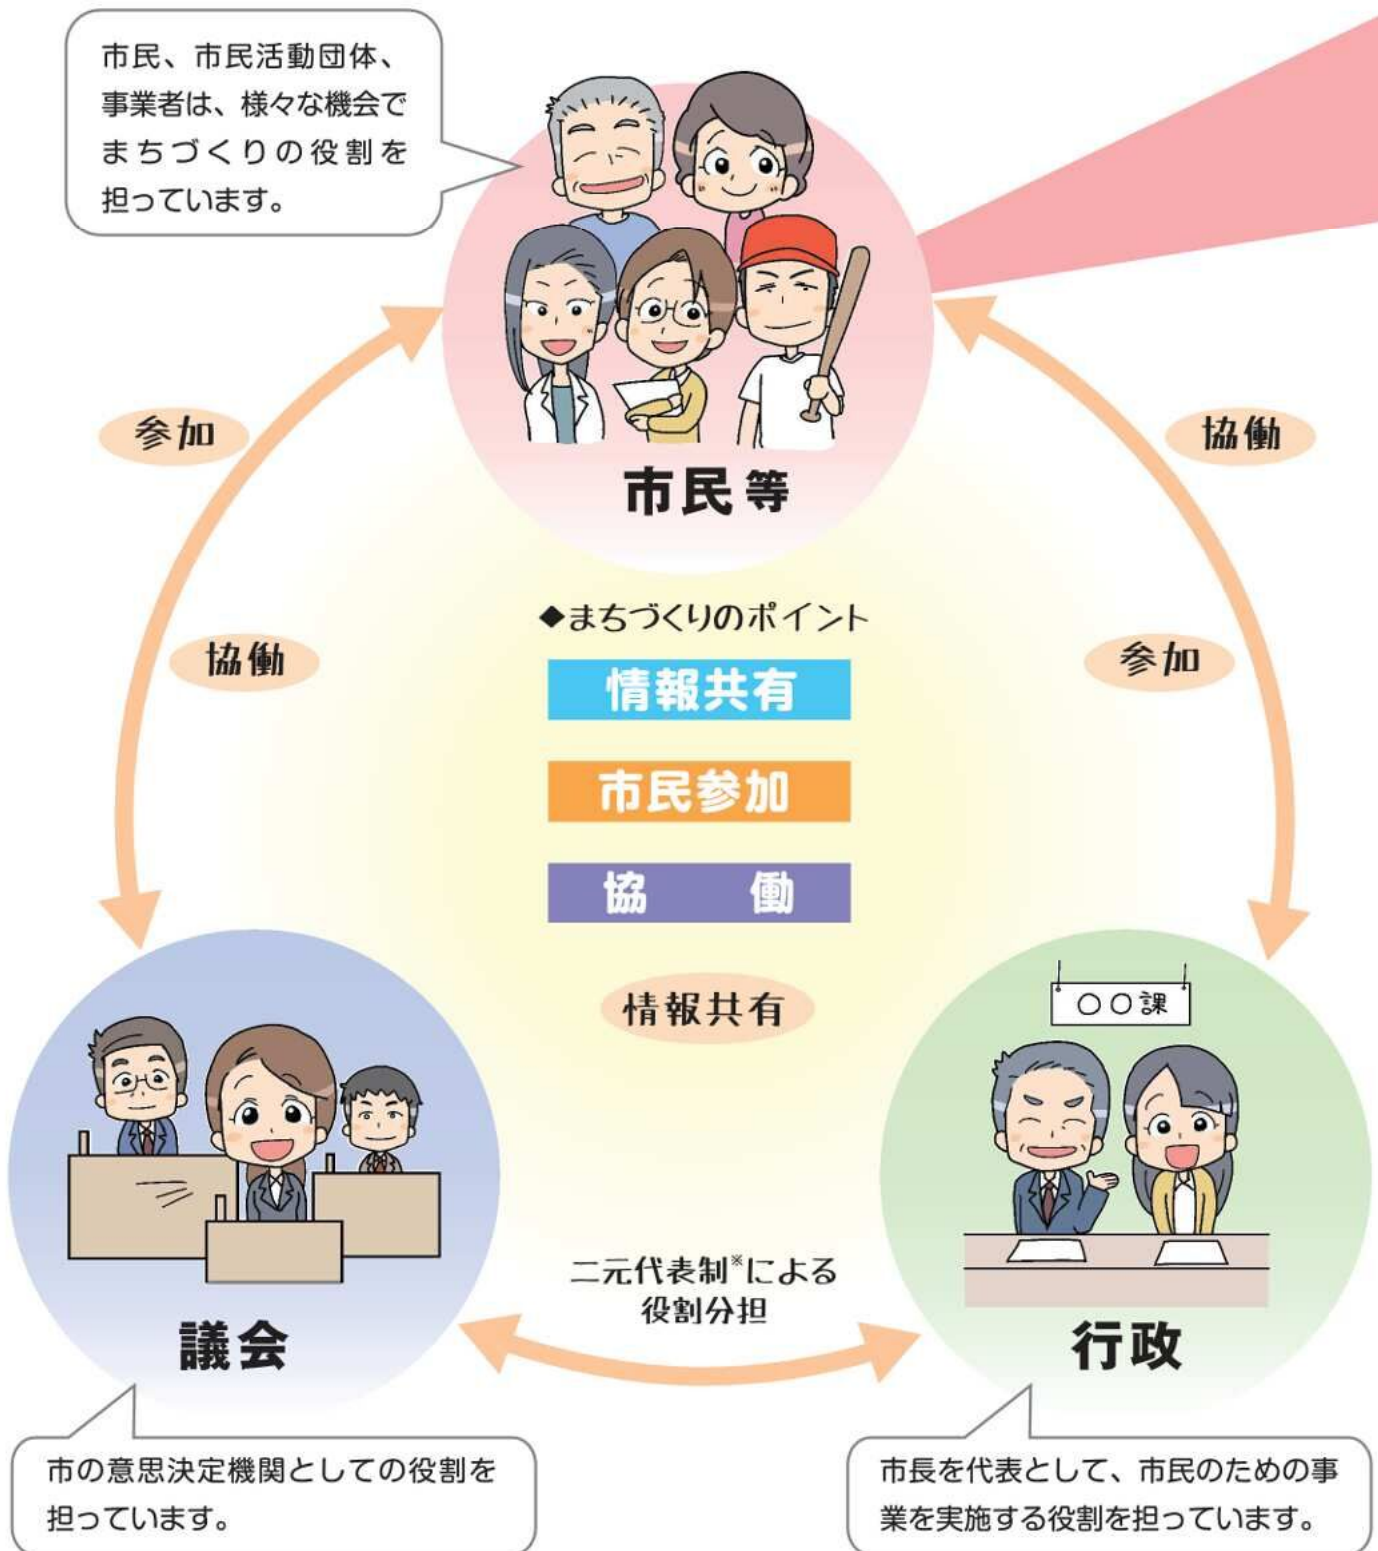 市民、市民活動団体、
事業者は、様々な機会で
まちづくりの役割を
担っています。
市民等
参加
協働
協働
参加
◆まちづくりのポイント
情報共有
市民参加
協 働
情報共有
〇〇課
二元代表制※による
役割分担
議会
行政
市の意思決定機関としての役割を
担っています。
市長を代表として、市民のための事
業を実施する役割を担っています。